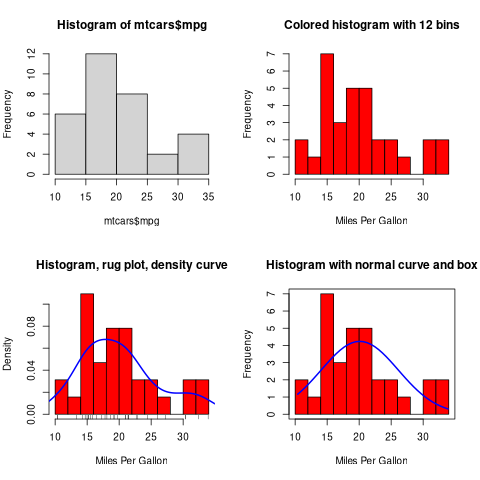 Histogram of mtcars$mpg
Frequency
0 2 4 6 8 10 12
10 15 20 25 30 35
mtcars$mpg
Colored histogram with 12 bins
Frequency
0 1 2 3 4 5 6 7
10 15 20 25 30
Miles Per Gallon
Histogram, rug plot, density curve
Density
0.00 0.04 0.08
10 15 20 25 30
Miles Per Gallon
Histogram with normal curve and box
Frequency
0 1 2 3 4 5 6 7
10 15 20 25 30
Miles Per Gallon